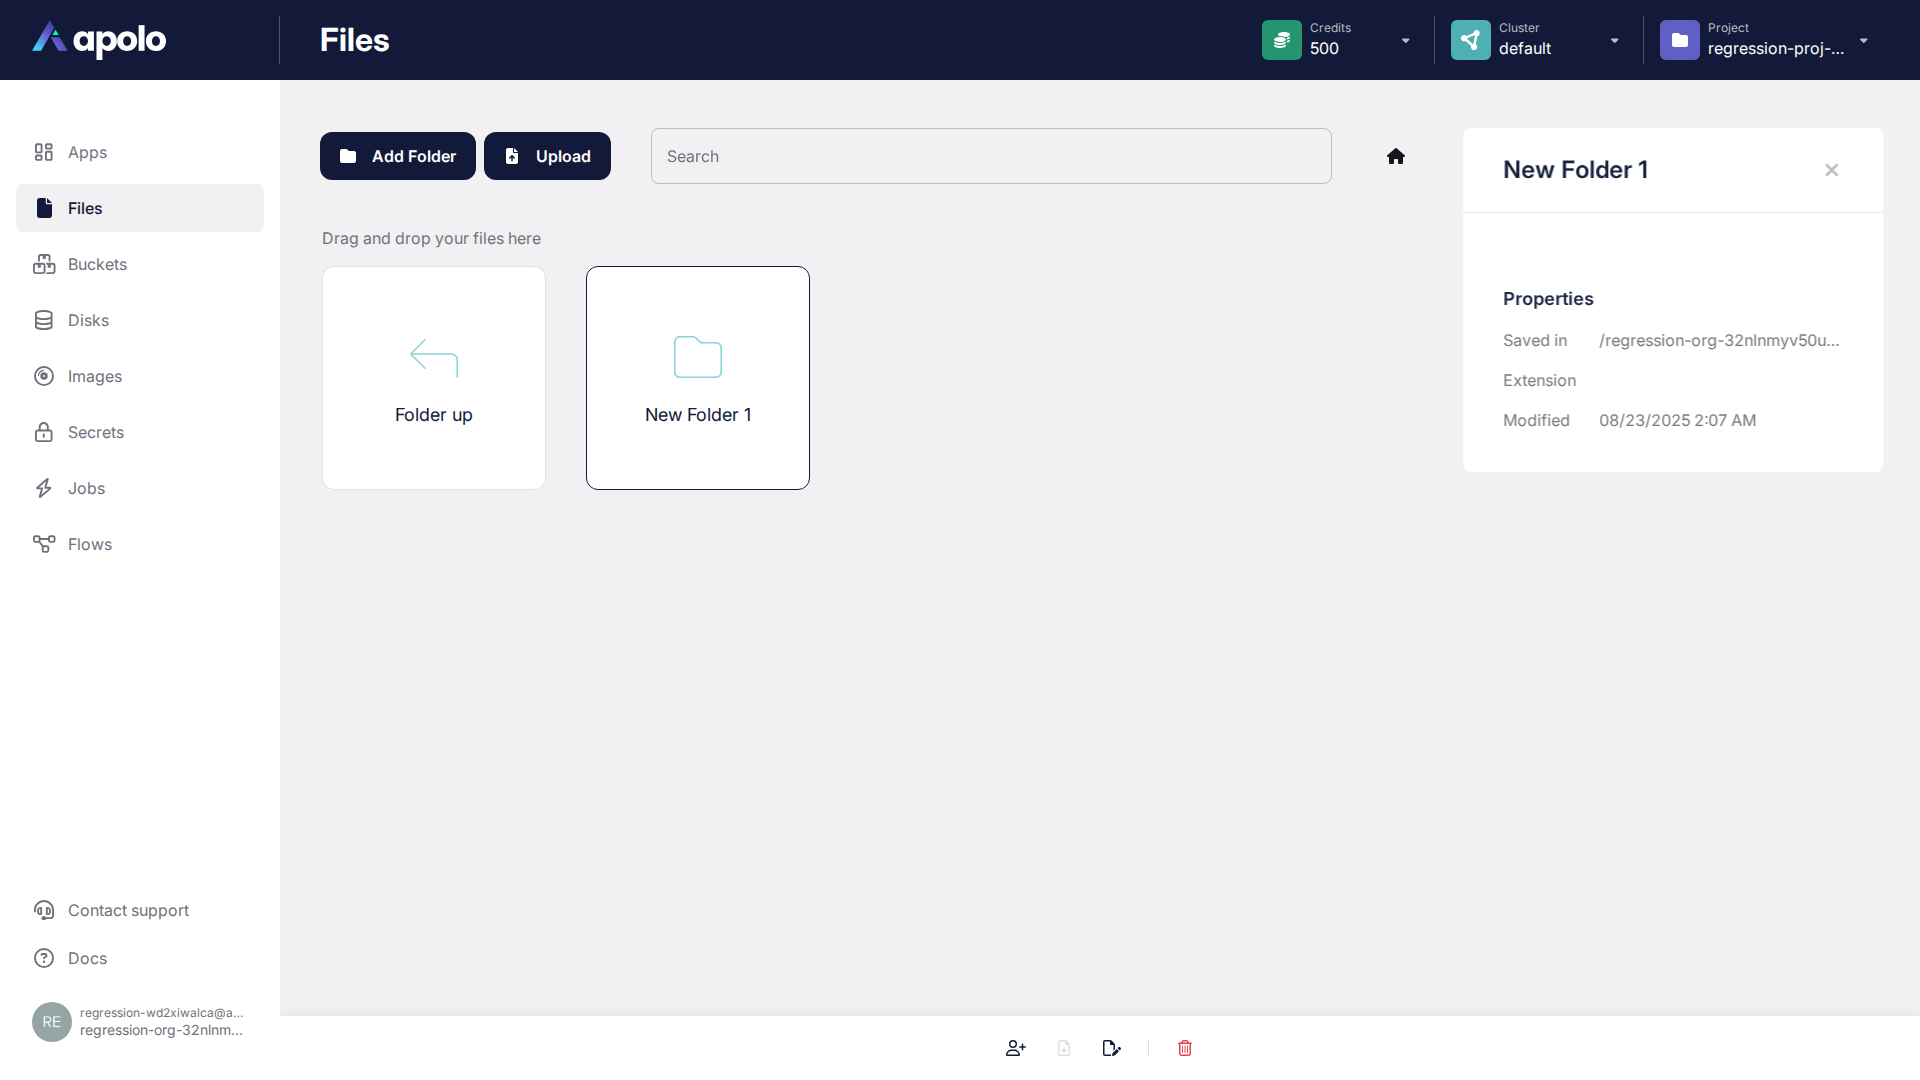 apolo
Files
Credits
500
Cluster
default
Project
regression-proj-...
Apps
Files
Buckets
Disks
Images
Secrets
Jobs
Flows
Contact support
Docs
RE
regression-wd2xiwalca@a...
regression-org-32nlnm...
Add Folder
Upload
Search
Drag and drop your files here
Folder up
New Folder 1
New Folder 1
Properties
Saved in /regression-org-32nlnmyv50u...
Extension
Modified 08/23/2025 2:07 AM